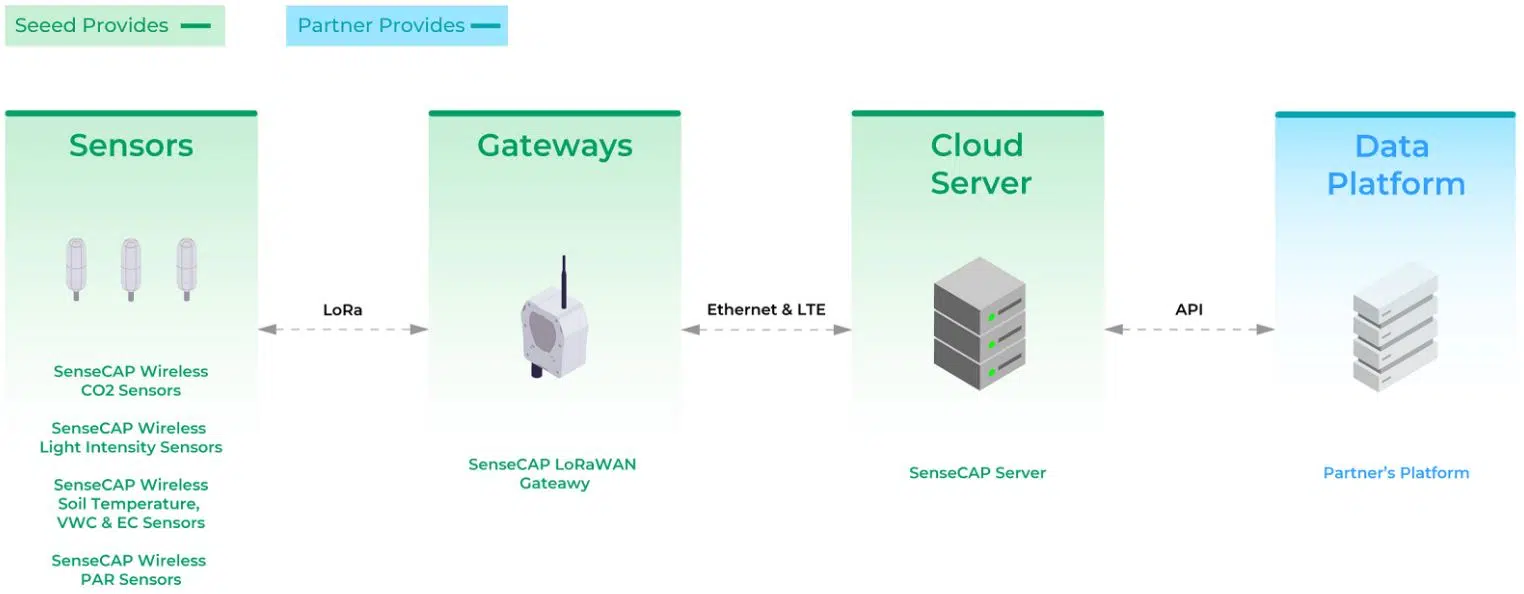 Seeed Provides
Partner Provides
Sensors
Gateways
Cloud
Server
Data
Platform
LoRa
Ethernet & LTE
API
SenseCAP Wireless
CO2 Sensors
SenseCAP Wireless
Light Intensity Sensors
SenseCAP Wireless
Soil Temperature,
VWC & EC Sensors
SenseCAP Wireless
PAR Sensors
SenseCAP LoRaWAN
Gateawy
SenseCAP Server
Partner’s Platform